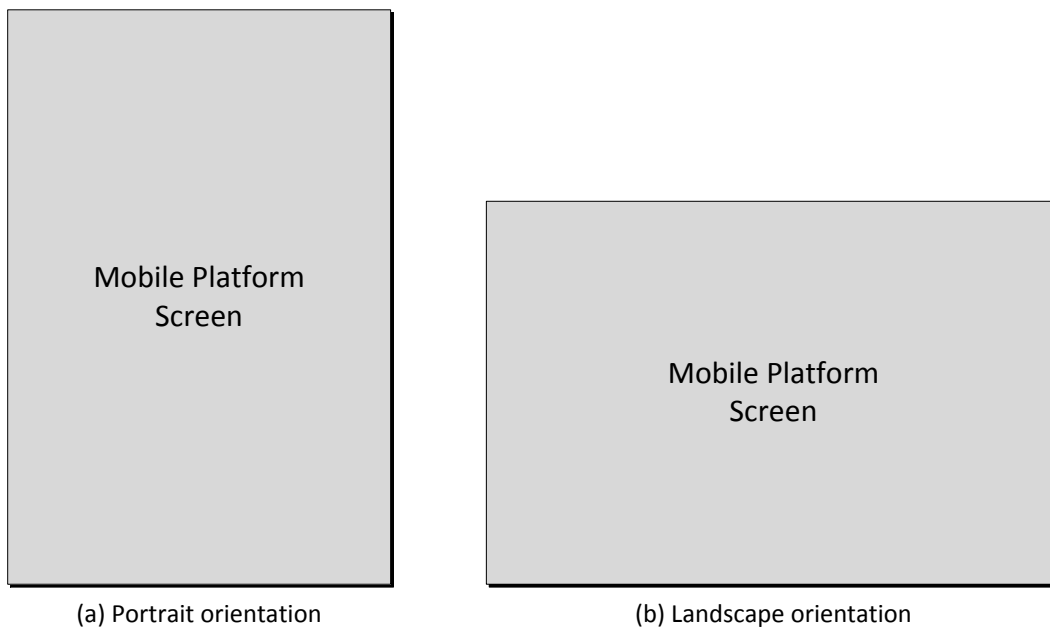 Mobile Platform
Screen
(a) Portrait orientation
Mobile Platform
Screen
(b) Landscape orientation